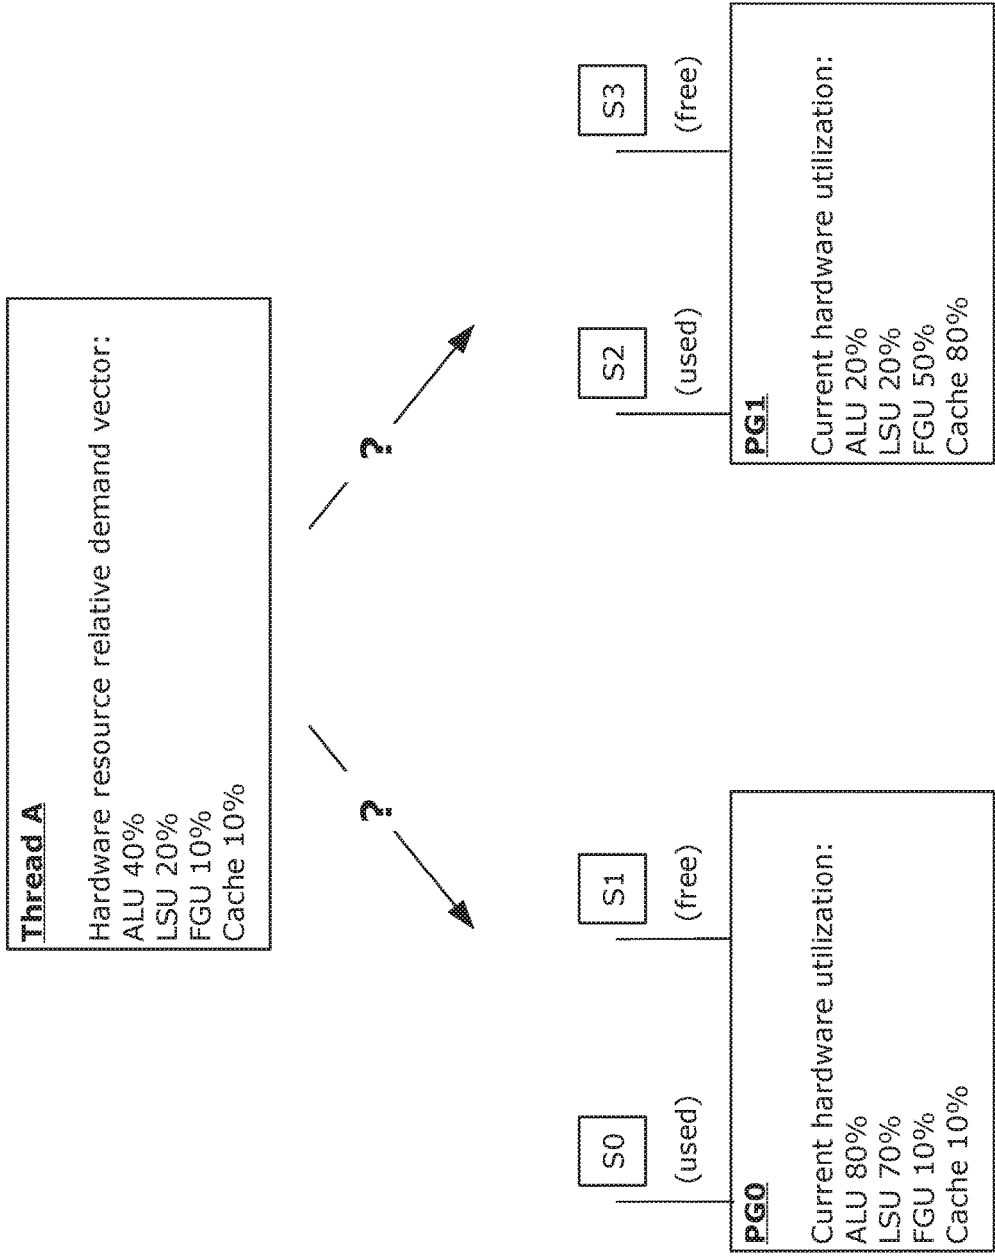 Thread A
Hardware resource relative demand vector:
ALU 40%
LSU 20%
FGU 10%
Cache 10%
?
?
S0
(used)
S1
(free)
S2
(used)
S3
(free)
PG0
Current hardware utilization:
ALU 80%
LSU 70%
FGU 10%
Cache 10%
PG1
Current hardware utilization:
ALU 20%
LSU 20%
FGU 50%
Cache 80%